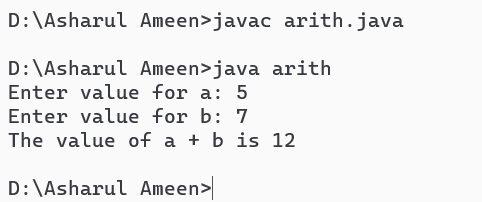 D:\Asharul Ameen>javac arith.java
D:\Asharul Ameen>java arith
Enter value for a: 5
Enter value for b: 7
The value of a + b is 12
D:\Asharul Ameen>